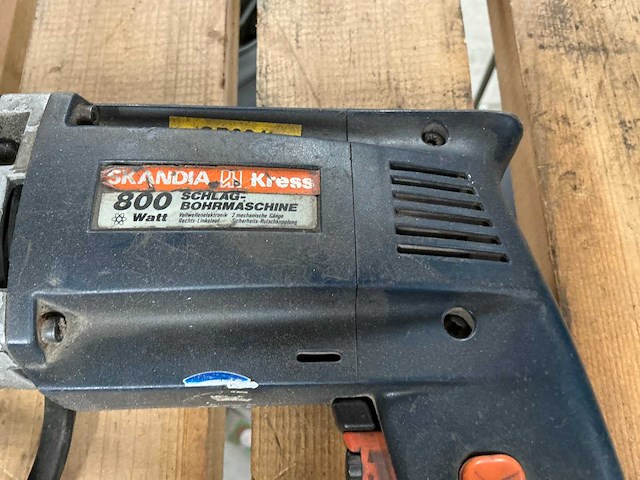 SKANDIA Kress
800 SCHLAG-
BOHRMASCHINE
Watt
Vollwellenelektronik · 2 mechanische Gänge
Rechts-Linkslauf · Sicherheits-Rutschkupplung